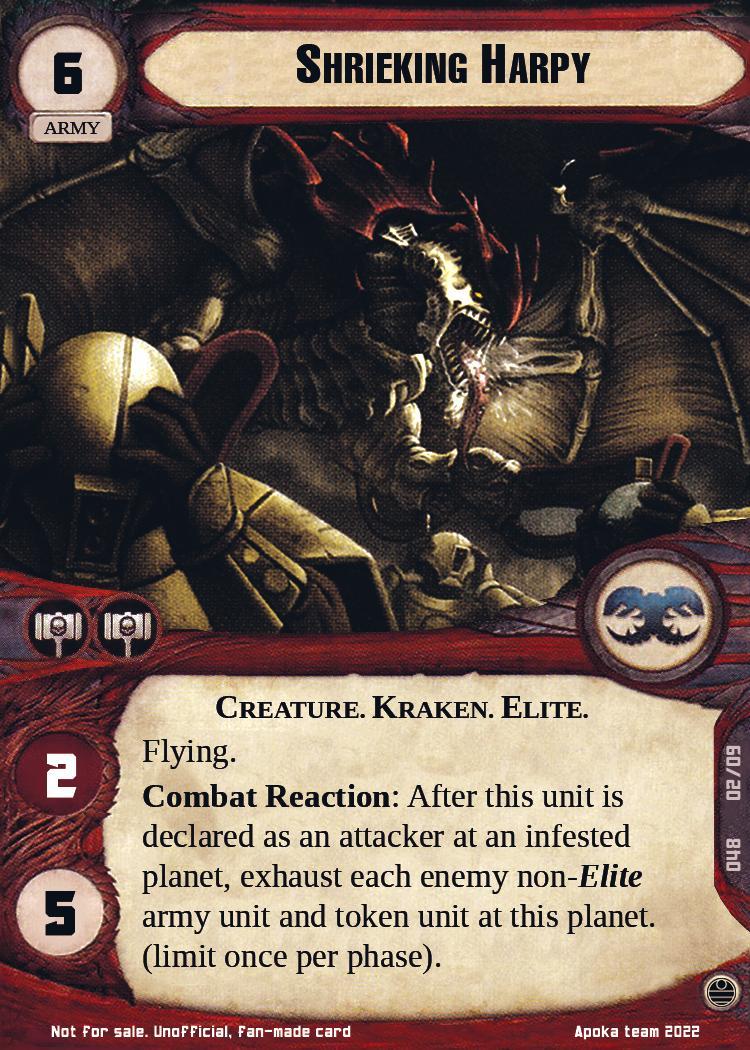 6
ARMY
Shrieking Harpy
Creature. Kraken. Elite.
2
5
Flying.
Combat Reaction: After this unit is
declared as an attacker at an infested
planet, exhaust each enemy non-Elite
army unit and token unit at this planet.
(limit once per phase).
02/09
048
Not for sale. Unofficial, fan-made card
Apoka team 2022